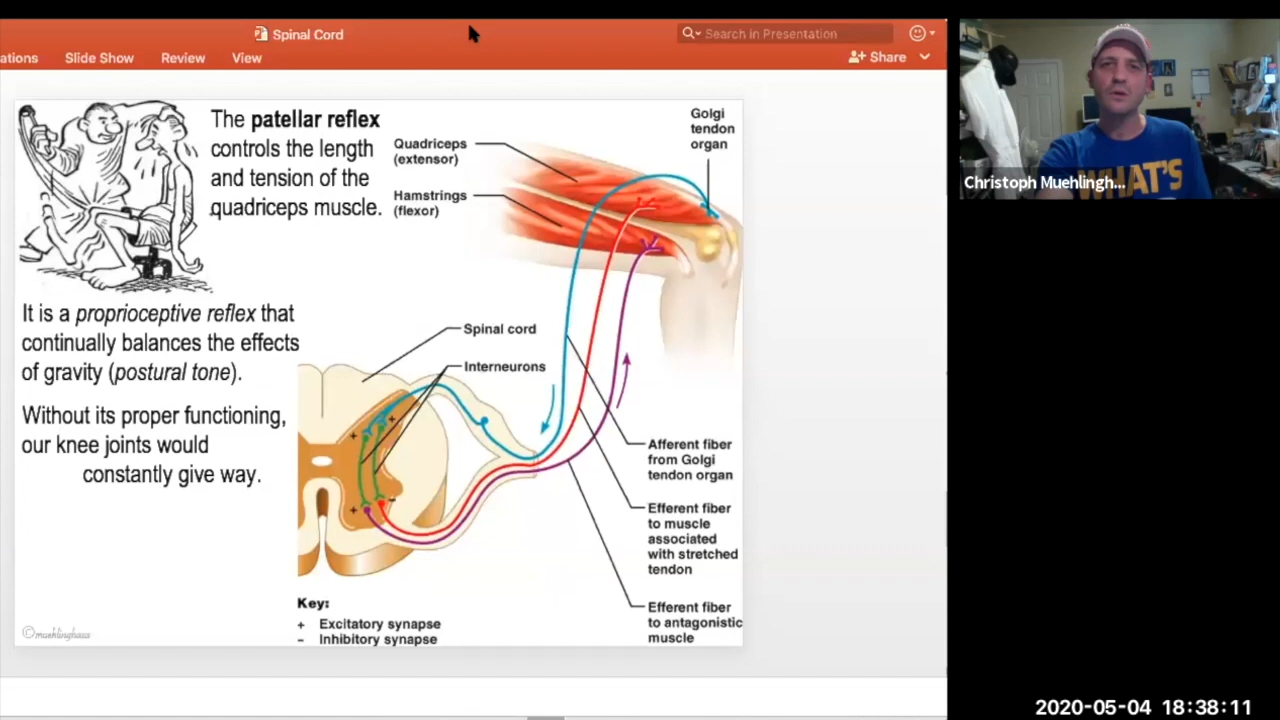 Spinal Cord
Search in Presentation
ations
Slide Show
Review
View
Share
The patellar reflex
controls the length
and tension of the
quadriceps muscle.
It is a proprioceptive reflex that
continually balances the effects
of gravity (postural tone).
Without its proper functioning,
our knee joints would
constantly give way.
Quadriceps
(extensor)
Hamstrings
(flexor)
Golgi
tendon
organ
Spinal cord
Interneurons
+
+
+
-
Afferent fiber
from Golgi
tendon organ
Efferent fiber
to muscle
associated
with stretched
tendon
Efferent fiber
to antagonistic
muscle
Key:
+ Excitatory synapse
- Inhibitory synapse
©muehlinghaus
WHAT'S
Christoph Muehlingh...
2020-05-04 18:38:11